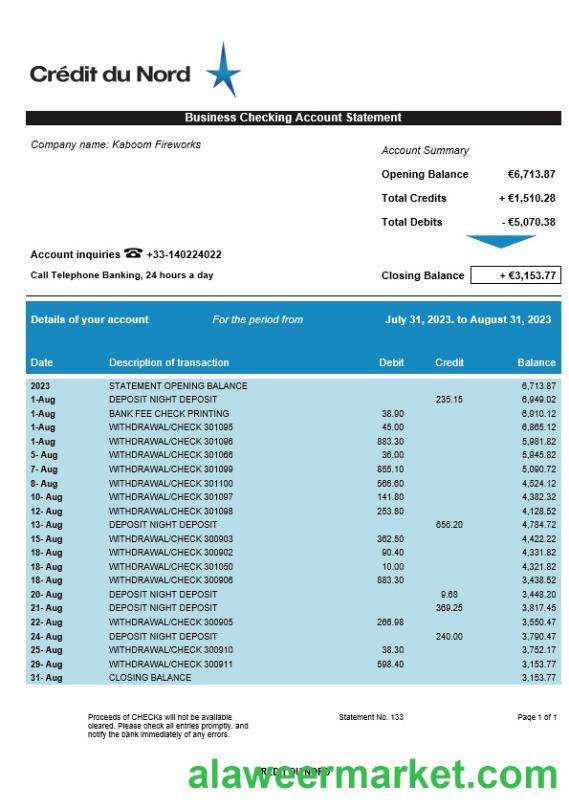 Crédit du Nord
Business Checking Account Statement
Company name: Kaboom Fireworks
Account Summary
Opening Balance €6,713.87
Total Credits + €1,510.28
Total Debits - €5,070.38
Account inquiries ☎ +33-140224022
Call Telephone Banking, 24 hours a day
Closing Balance + €3,153.77
Details of your account For the period from July 31, 2023. to August 31, 2023
Date Description of transaction Debit Credit Balance
2023 STATEMENT OPENING BALANCE 6,713.87
1-Aug DEPOSIT NIGHT DEPOSIT 235.15 6,949.02
1-Aug BANK FEE CHECK PRINTING 38.90 6,910.12
1-Aug WITHDRAWAL/CHECK 301095 45.00 6,865.12
1-Aug WITHDRAWAL/CHECK 301096 883.30 5,981.82
5- Aug WITHDRAWAL/CHECK 301066 36.00 5,945.82
7- Aug WITHDRAWAL/CHECK 301099 855.10 5,090.72
8- Aug WITHDRAWAL/CHECK 301100 566.60 4,524.12
10- Aug WITHDRAWAL/CHECK 301097 141.80 4,382.32
12- Aug WITHDRAWAL/CHECK 301098 253.80 4,128.52
13- Aug DEPOSIT NIGHT DEPOSIT 656.20 4,784.72
15- Aug WITHDRAWAL/CHECK 300903 362.50 4,422.22
18- Aug WITHDRAWAL/CHECK 300902 90.40 4,331.82
18- Aug WITHDRAWAL/CHECK 301050 10.00 4,321.82
18- Aug WITHDRAWAL/CHECK 300906 883.30 3,438.52
20- Aug DEPOSIT NIGHT DEPOSIT 9.68 3,448.20
21- Aug DEPOSIT NIGHT DEPOSIT 369.25 3,817.45
22- Aug WITHDRAWAL/CHECK 300905 266.98 3,550.47
24- Aug DEPOSIT NIGHT DEPOSIT 240.00 3,790.47
25- Aug WITHDRAWAL/CHECK 300910 38.30 3,752.17
29- Aug WITHDRAWAL/CHECK 300911 598.40 3,153.77
31- Aug CLOSING BALANCE 3,153.77
Proceeds of CHECKs will not be available Statement No. 133 Page 1 of 1
cleared. Please check all entries promptly, and
notify the bank immediately of any errors.
alaweermarket.com